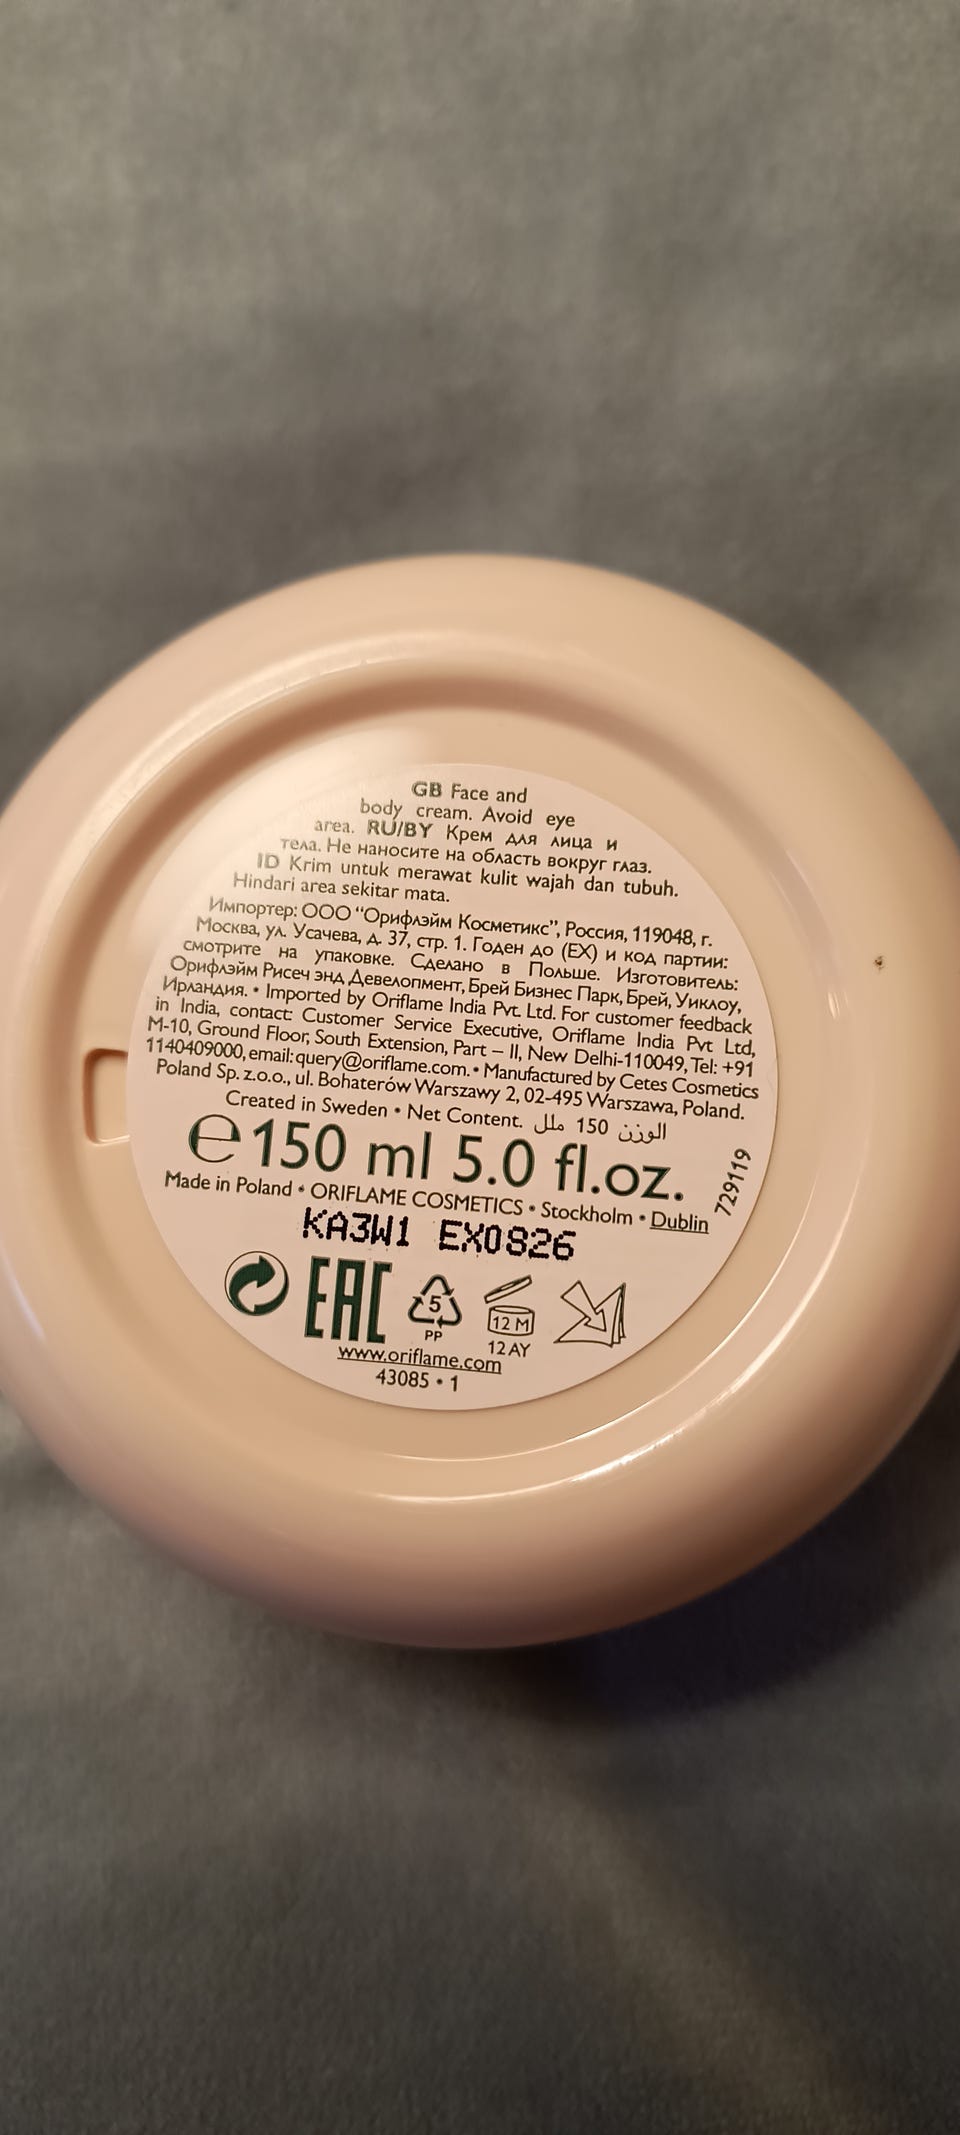 GB Face and
body cream. Avoid eye
area. RU/BY Крем для лица и
тела. Не наносите на область вокруг глаз.
ID Krim untuk merawat kulit wajah dan tubuh.
Hindari area sekitar mata.
Импортер: ООО “Орифлэйм Косметикс”, Россия, 119048, г.
Москва, ул. Усачева, д. 37, стр. 1. Годен до (EX) и код партии:
смотрите на упаковке. Сделано в Польше. Изготовитель:
Орифлэйм Рисеч энд Девелопмент, Брей Бизнес Парк, Брей, Уиклоу,
Ирландия. • Imported by Oriflame India Pvt. Ltd. For customer feedback
in India, contact: Customer Service Executive, Oriflame India Pvt Ltd,
M-10, Ground Floor, South Extension, Part – II, New Delhi-110049, Tel: +91
1140409000, email: query@oriflame.com. • Manufactured by Cetes Cosmetics
Poland Sp. z.o.o., ul. Bohaterów Warszawy 2, 02-495 Warszawa, Poland.
Created in Sweden • Net Content. الوزن 150 ملل
e 150 ml 5.0 fl.oz.
729119
Made in Poland • ORIFLAME COSMETICS • Stockholm • Dublin
KA3W1 EX0826
EAC
5
PP
12 M
12 AY
www.oriflame.com
43085 • 1